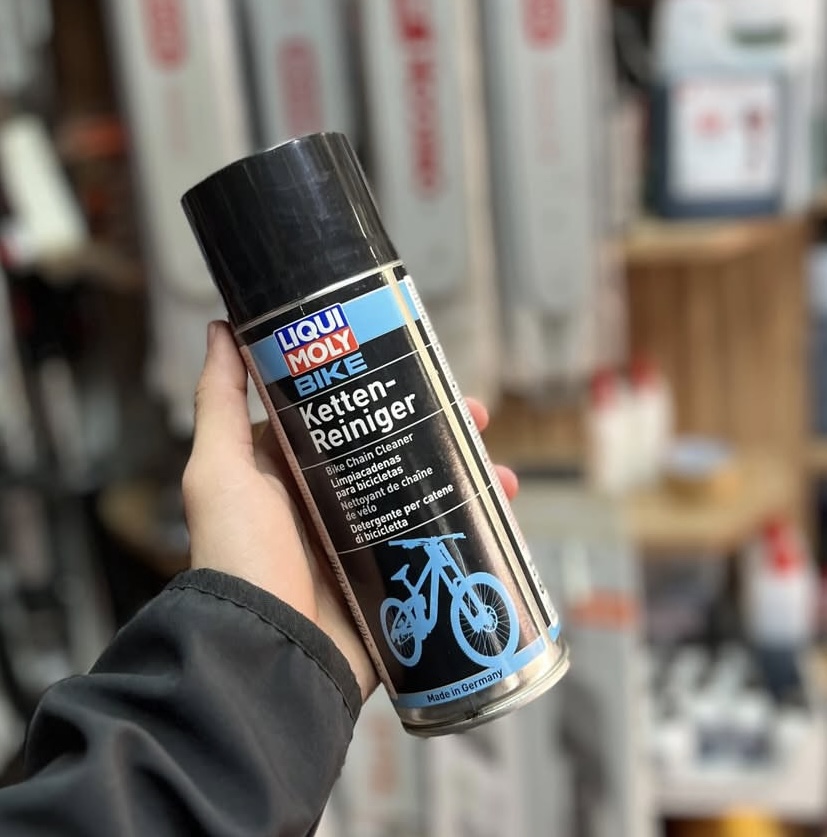 LIQUI
MOLY
BIKE
Ketten-
Reiniger
Bike Chain Cleaner
Limpiacadenas
para bicicletas
Nettoyant de chaîne
de vélo
Detergente per catene
di bicicletta
Made in Germany